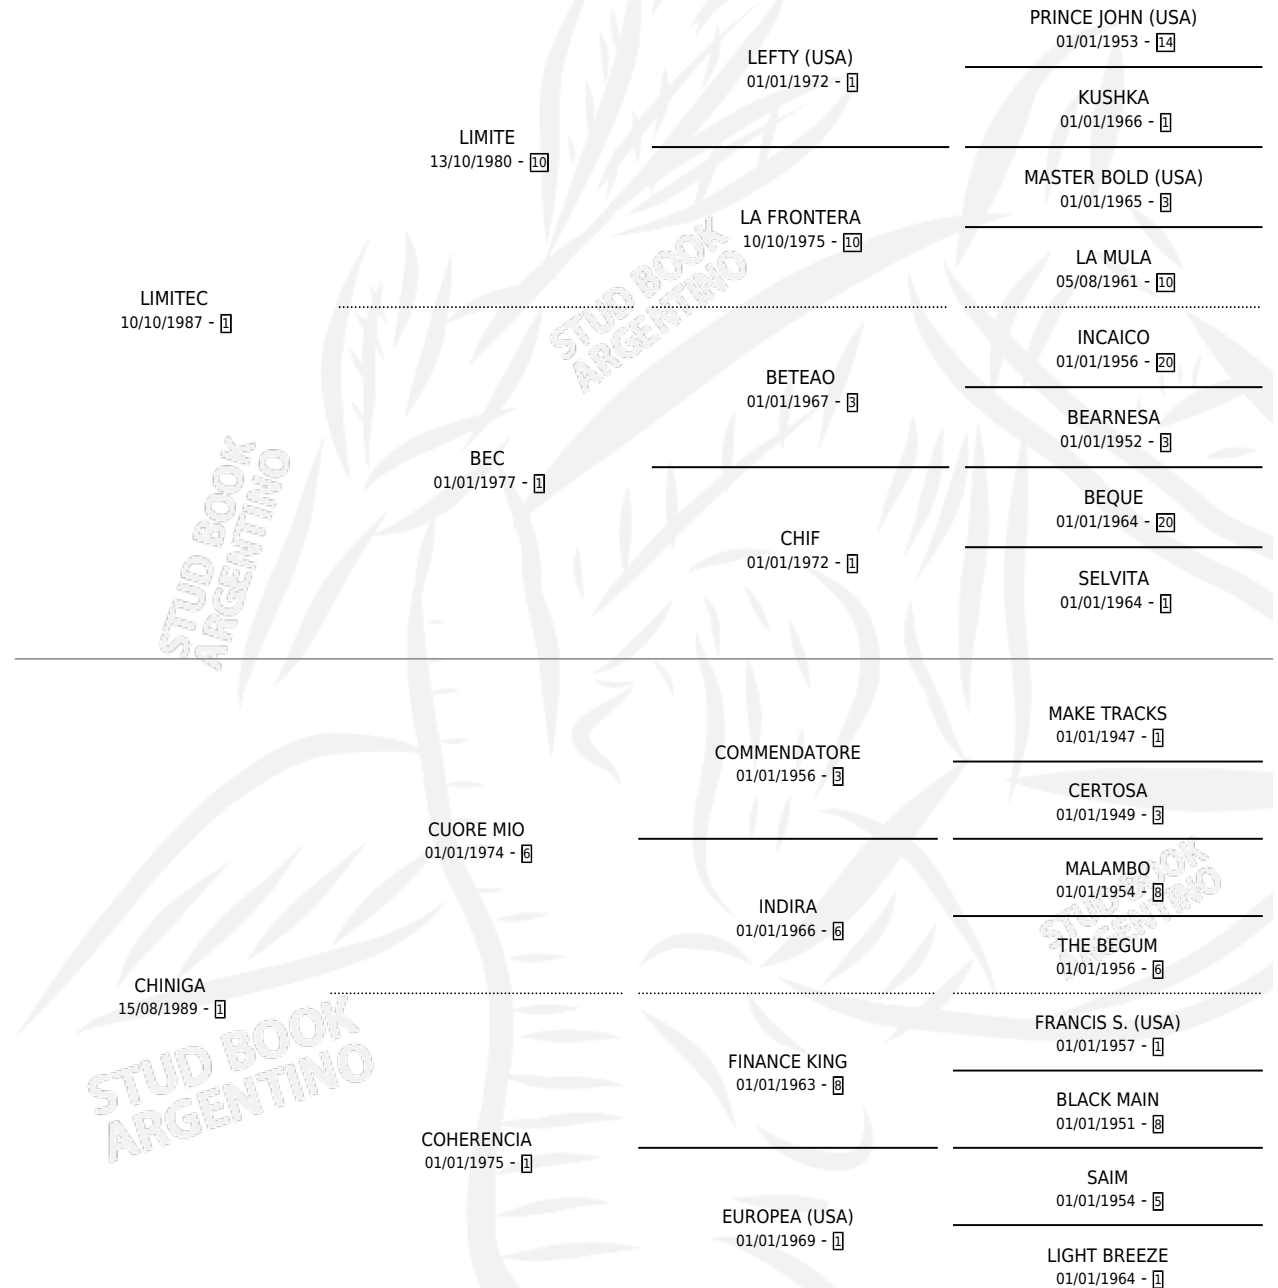 PRINCE JOHN (USA)
01/01/1953 - 14
LEFTY (USA)
01/01/1972 - 1
KUSHKA
01/01/1966 - 1
LIMITE
13/10/1980 - 10
MASTER BOLD (USA)
01/01/1965 - 3
LA FRONTERA
10/10/1975 - 10
LA MULA
05/08/1961 - 10
LIMITEC
10/10/1987 - 1
STUD BOOK
ARGENTINO
INCAICO
01/01/1956 - 20
BETEAO
01/01/1967 - 3
BEARNESA
01/01/1952 - 3
BEC
01/01/1977 - 1
BEQUE
01/01/1964 - 20
CHIF
01/01/1972 - 1
SELVITA
01/01/1964 - 1
STUD BOOK
ARGENTINO
MAKE TRACKS
01/01/1947 - 1
COMMENDATORE
01/01/1956 - 3
CERTOSA
01/01/1949 - 3
CUORE MIO
01/01/1974 - 6
MALAMBO
01/01/1954 - 8
INDIRA
01/01/1966 - 6
STUD BOOK
ARGENTINO
THE BEGUM
01/01/1956 - 6
CHINIGA
15/08/1989 - 1
STUD BOOK
ARGENTINO
FRANCIS S. (USA)
01/01/1957 - 1
FINANCE KING
01/01/1963 - 8
BLACK MAIN
01/01/1951 - 8
COHERENCIA
01/01/1975 - 1
SAIM
01/01/1954 - 5
EUROPEA (USA)
01/01/1969 - 1
LIGHT BREEZE
01/01/1964 - 1